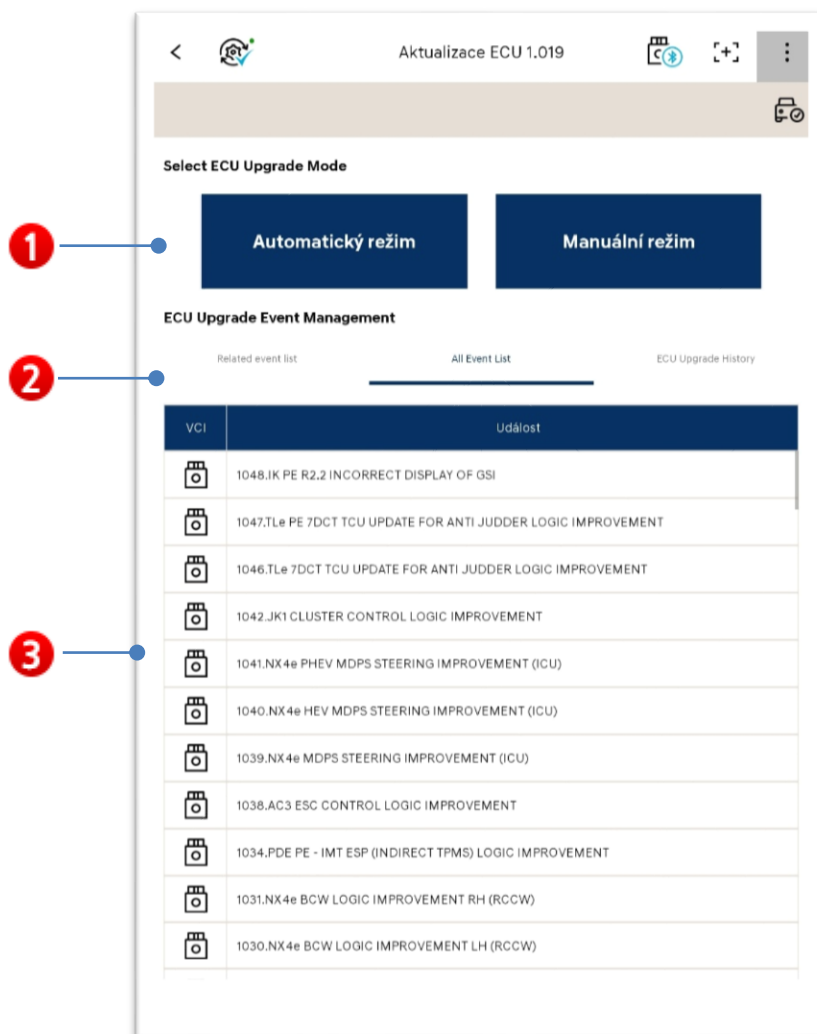 Aktualizace ECU 1.019
Select ECU Upgrade Mode
1
Automatický režim
Manuální režim
ECU Upgrade Event Management
2
Related event list
All Event List
ECU Upgrade History
VCI
Událost
1048.IK PE R2.2 INCORRECT DISPLAY OF GSI
1047.TLe PE 7DCT TCU UPDATE FOR ANTI JUDDER LOGIC IMPROVEMENT
1046.TLe 7DCT TCU UPDATE FOR ANTI JUDDER LOGIC IMPROVEMENT
1042.JK1 CLUSTER CONTROL LOGIC IMPROVEMENT
3
1041.NX4e PHEV MDPS STEERING IMPROVEMENT (ICU)
1040.NX4e HEV MDPS STEERING IMPROVEMENT (ICU)
1039.NX4e MDPS STEERING IMPROVEMENT (ICU)
1038.AC3 ESC CONTROL LOGIC IMPROVEMENT
1034.PDE PE - IMT ESP (INDIRECT TPMS) LOGIC IMPROVEMENT
1031.NX4e BCW LOGIC IMPROVEMENT RH (RCCW)
1030.NX4e BCW LOGIC IMPROVEMENT LH (RCCW)